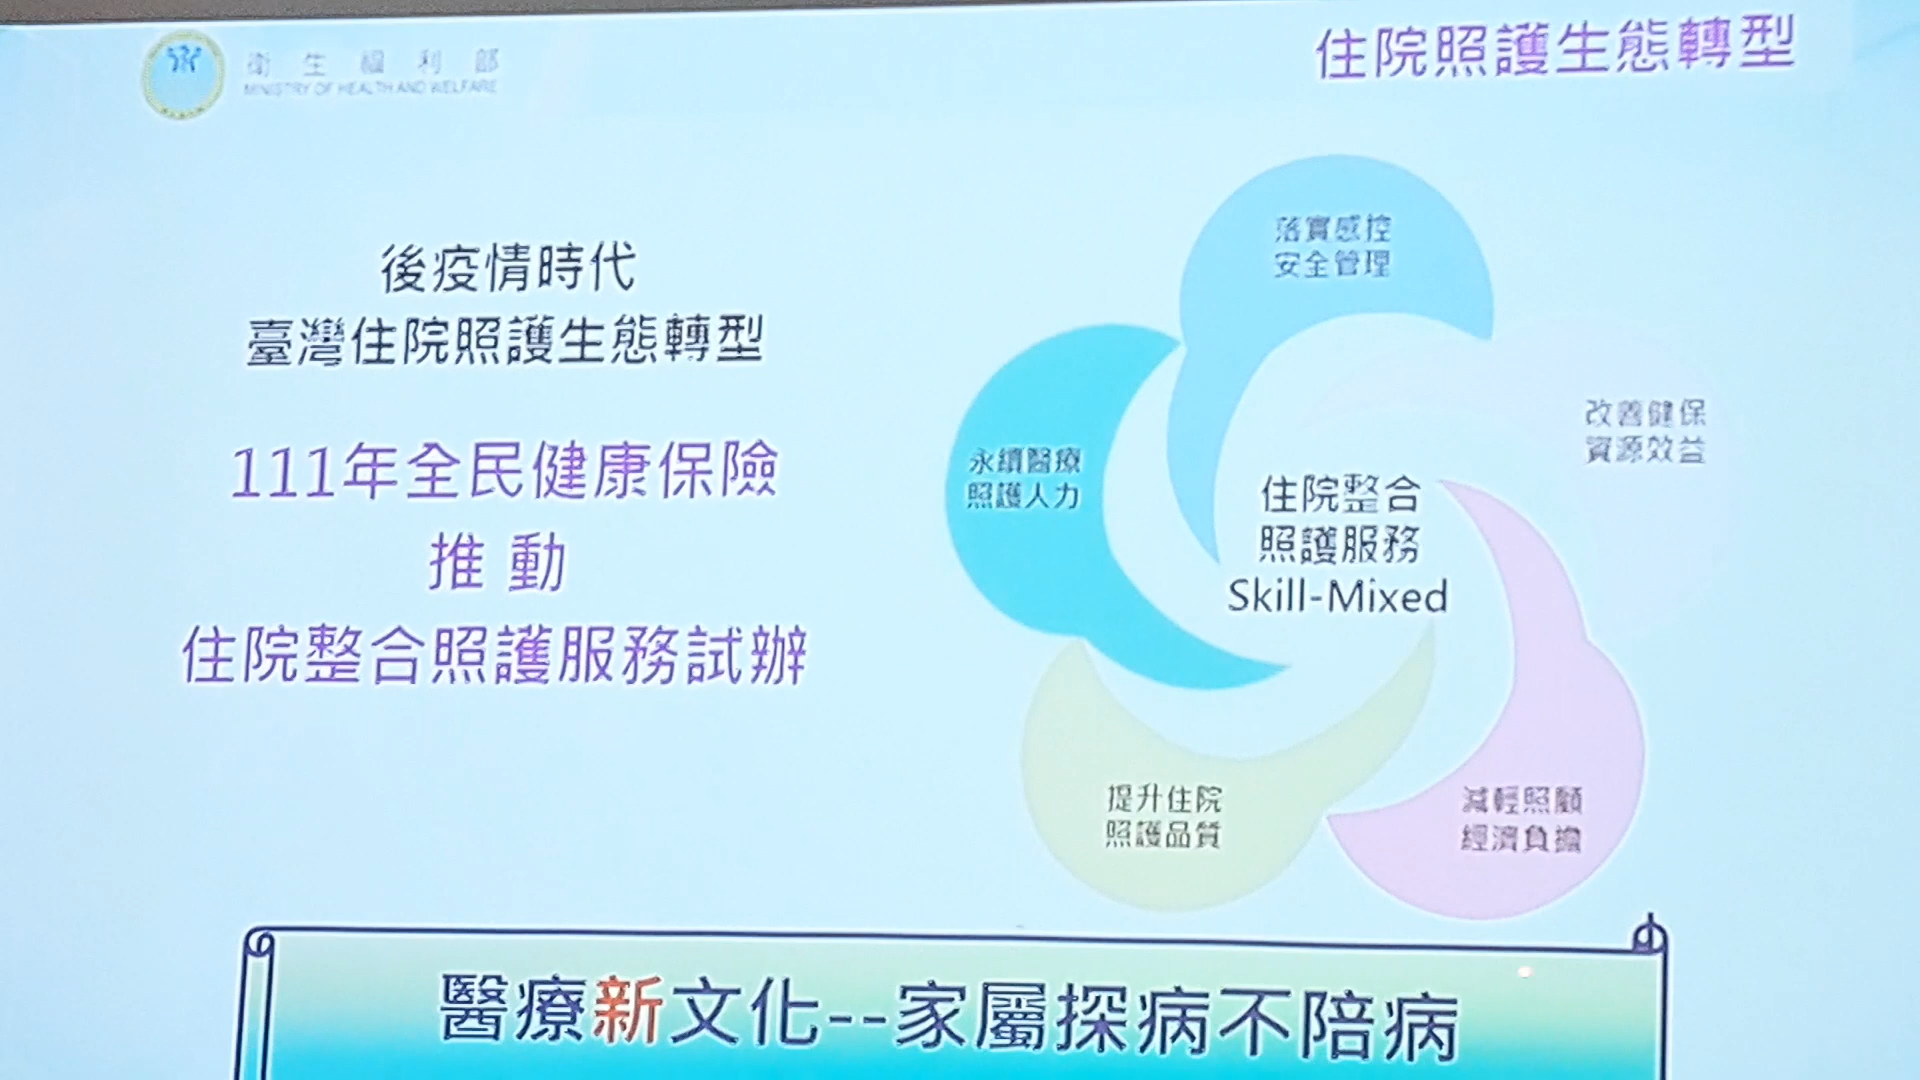 衛生福利部
MINISTRY OF HEALTH AND WELFARE
住院照護生態轉型
後疫情時代
臺灣住院照護生態轉型
111年全民健康保險
推動
住院整合照護服務試辦
落實感控
安全管理
改善健保
資源效益
永續醫療
照護人力
住院整合
照護服務
Skill-Mixed
提升住院
照護品質
減輕照顧
經濟負擔
醫療新文化--家屬探病不陪病